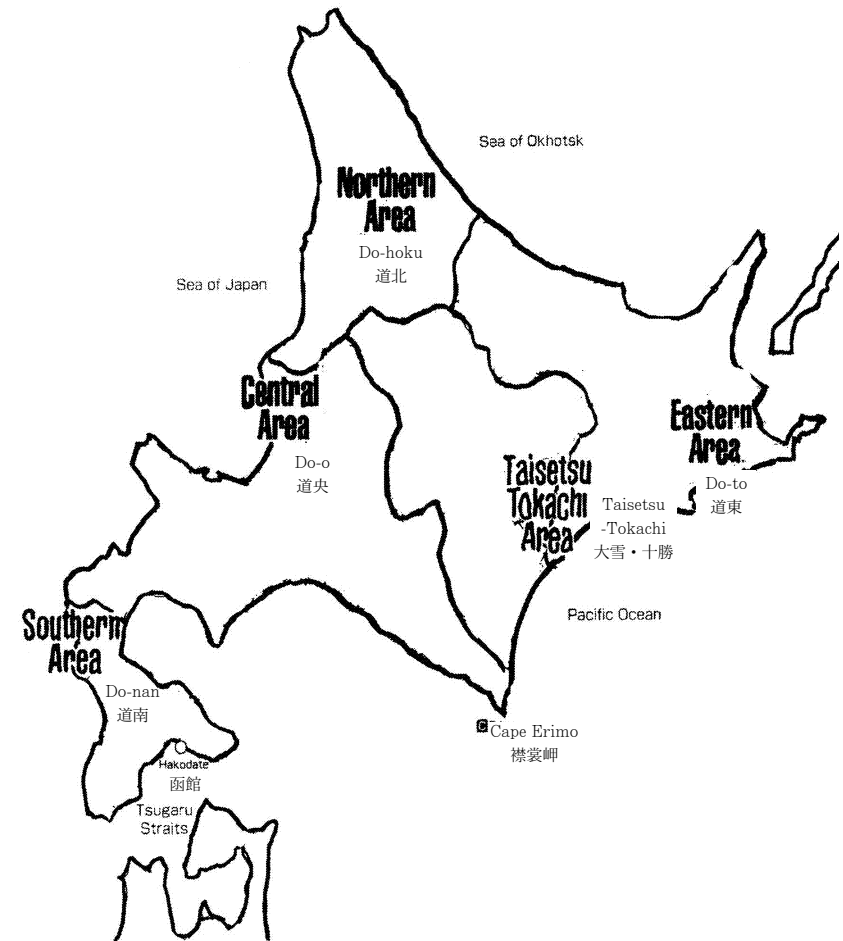 Sea of Okhotsk
Northern
Area
Do-hoku
道北
Sea of Japan
Central
Area
Do-o
道央
Eastern
Area
Do-to
道東
Taisetsu
Tokachi
Area
Taisetsu
-Tokachi
大雪・十勝
Pacific Ocean
Southern
Area
Do-nan
道南
C
Cape Erimo
襟裳岬
Hakodate
函館
Tsugaru
Straits